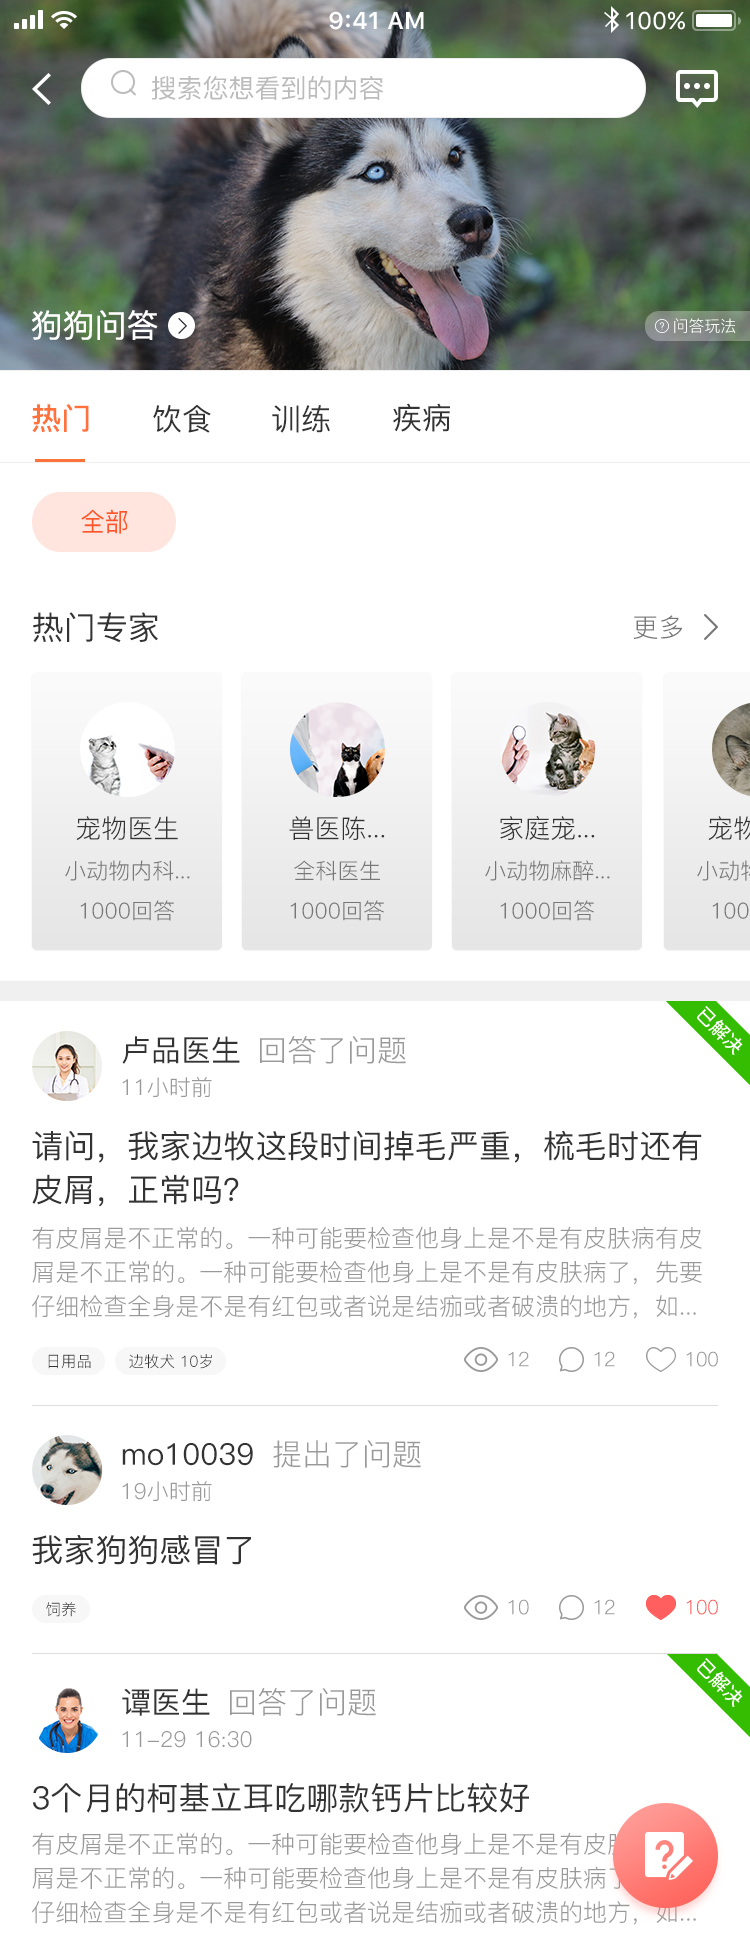 9:41 AM
100%
搜索您想看到的内容
狗狗问答
问答玩法
热门 饮食 训练 疾病
全部
热门专家
更多
宠物医生 兽医陈... 家庭宠... 宠物
小动物内科... 全科医生 小动物麻醉... 小动物
1000回答 1000回答 1000回答 100
已解决
卢品医生 回答了问题
11小时前
请问，我家边牧这段时间掉毛严重，梳毛时还有
皮屑，正常吗?
有皮屑是不正常的。一种可能要检查他身上是不是有皮肤病有皮
屑是不正常的。一种可能要检查他身上是不是有皮肤病了，先要
仔细检查全身是不是有红包或者说是结痂或者破溃的地方，如...
日用品 边牧犬 10岁 12 12 100
mo10039 提出了问题
19小时前
我家狗狗感冒了
饲养 10 12 100
已解决
谭医生 回答了问题
11-29 16:30
3个月的柯基立耳吃哪款钙片比较好
有皮屑是不正常的。一种可能要检查他身上是不是有皮
屑是不正常的。一种可能要检查他身上是不是有皮肤病
仔细检查全身是不是有红包或者说是结痂或者破溃的地方，如...